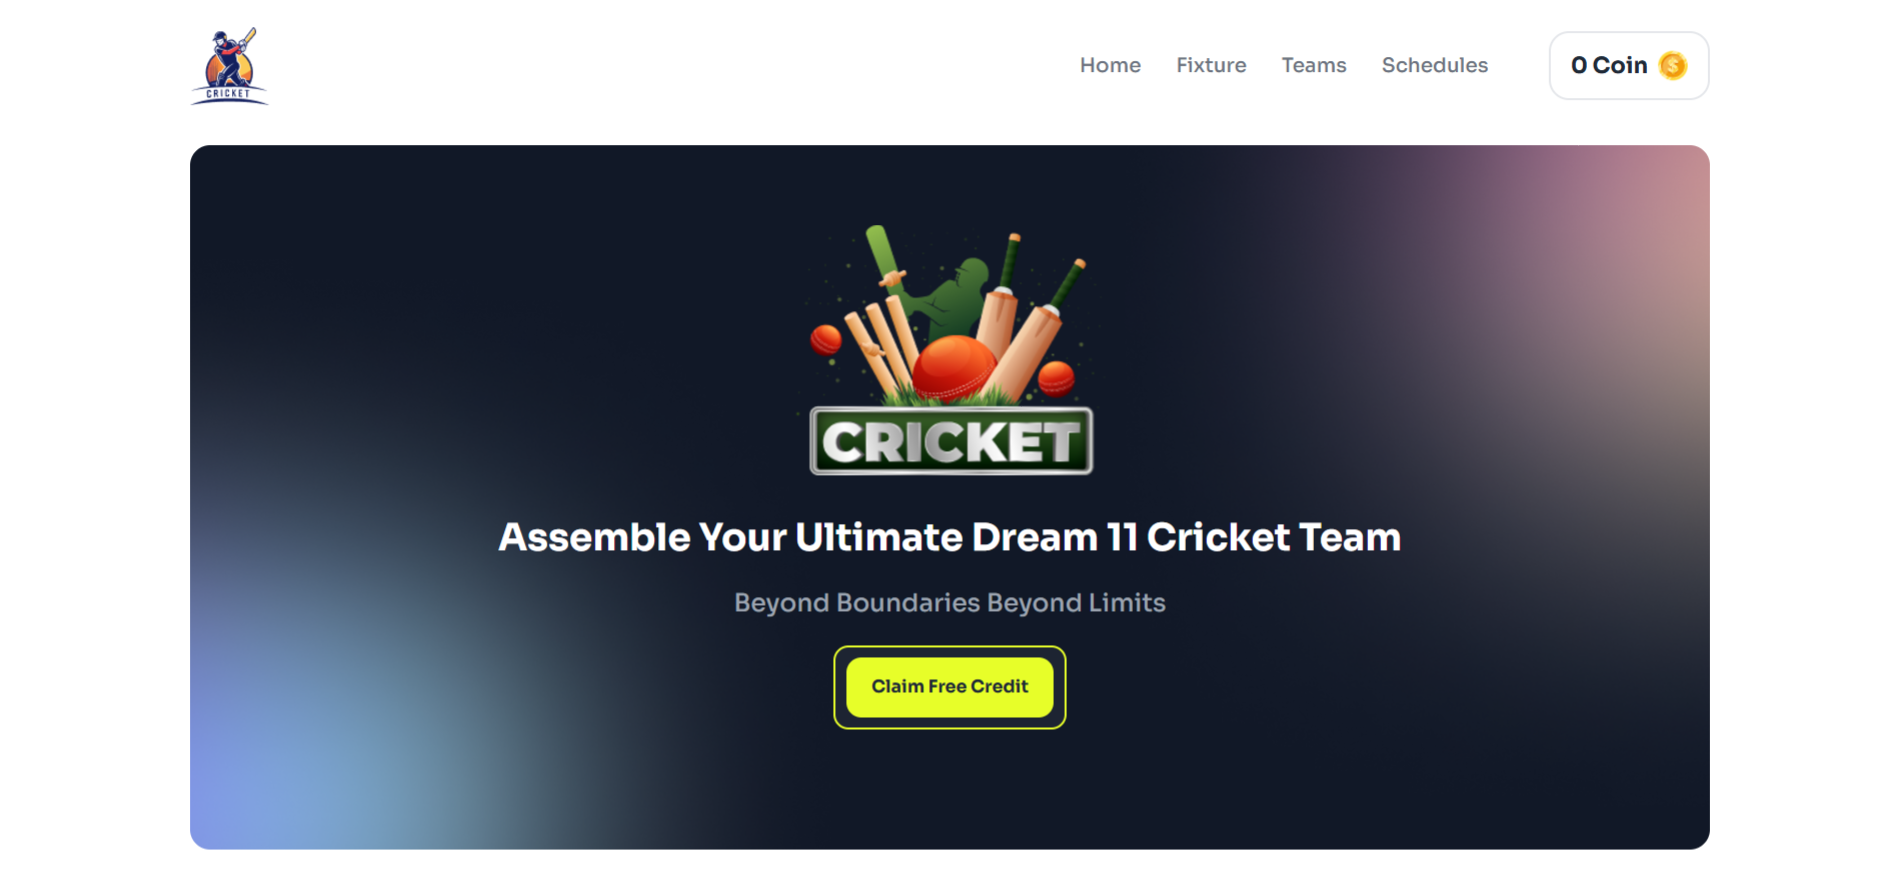 CRICKET
Home Fixture Teams Schedules 0 Coin
CRICKET
Assemble Your Ultimate Dream 11 Cricket Team
Beyond Boundaries Beyond Limits
Claim Free Credit